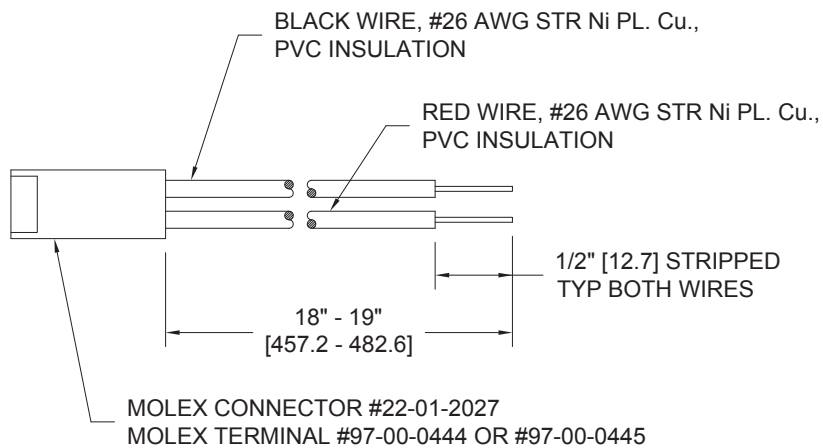 BLACK WIRE, #26 AWG STR Ni PL. Cu.,
PVC INSULATION
RED WIRE, #26 AWG STR Ni PL. Cu.,
PVC INSULATION
1/2" [12.7] STRIPPED
TYP BOTH WIRES
18" - 19"
[457.2 - 482.6]
MOLEX CONNECTOR #22-01-2027
MOLEX TERMINAL #97-00-0444 OR #97-00-0445